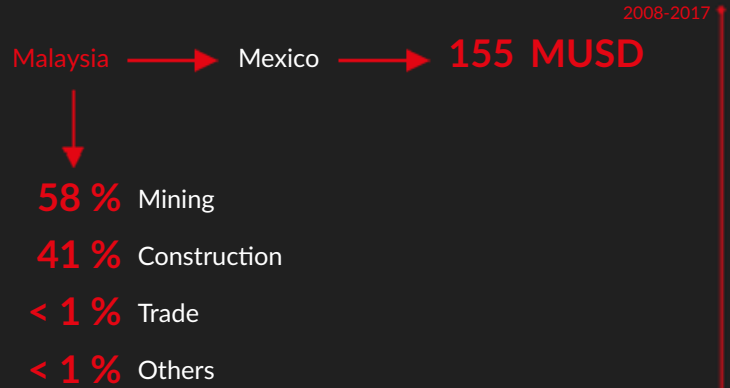 2008-2017
Malaysia Mexico 155 MUSD
58 % Mining
41 % Construction
< 1 % Trade
< 1 % Others